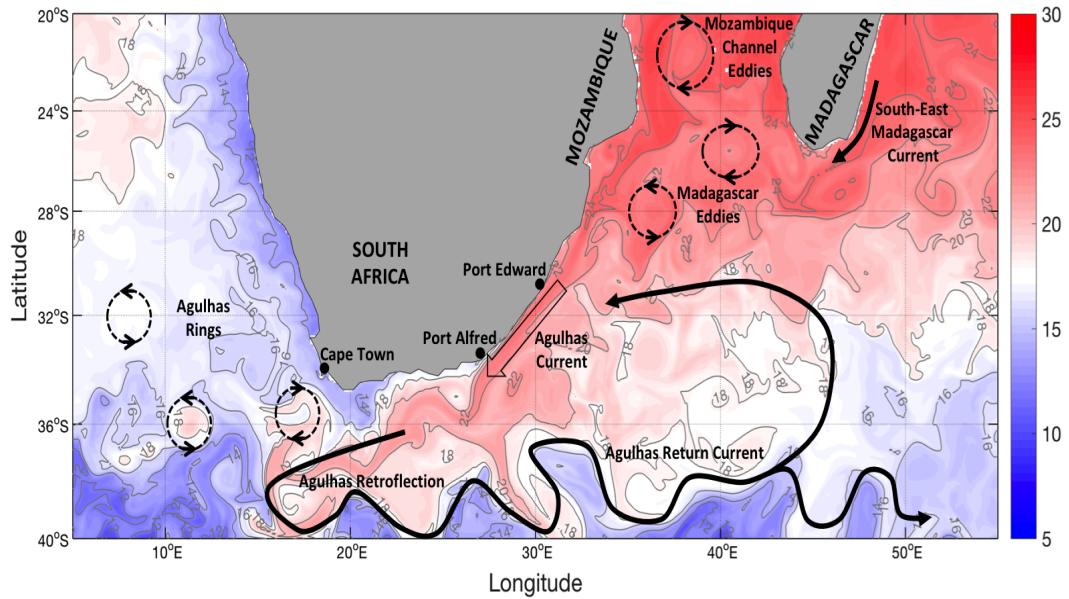 20°S
24°S
28°S
32°S
36°S
40°S
Latitude
10°E
20°E
30°E
40°E
50°E
Longitude
30
25
20
15
10
5
MOZAMBIQUE
Mozambique
Channel
Eddies
MADAGASCAR
South-East
Madagascar
Current
Madagascar
Eddies
SOUTH
AFRICA
Port Edward
Port Alfred
Agulhas
Current
Agulhas
Rings
Cape Town
Agulhas Return Current
Agulhas Retroflection